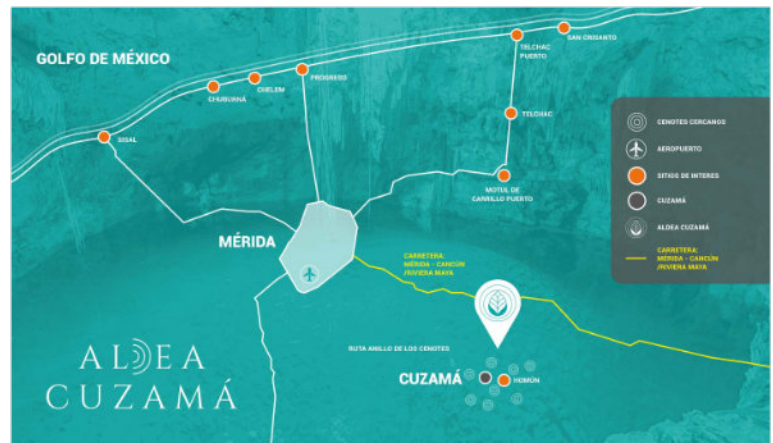 GOLFO DE MÉXICO
SAN CRISANTO
TELCHAC
PUERTO
PROGRESO
CHELEM
CHUBURNÁ
SISAL
TELCHAC
MOTUL DE
CARRILLO PUERTO
MÉRIDA
CARRETERA:
MÉRIDA - CANCÚN
/RIVIERA MAYA
RUTA ANILLO DE LOS CENOTES
CUZAMÁ
HOMÚN
ALDEA
CUZAMÁ
CENOTES CERCANOS
AEROPUERTO
SITIOS DE INTERES
CUZAMÁ
ALDEA CUZAMÁ
CARRETERA:
MÉRIDA - CANCÚN
/RIVIERA MAYA